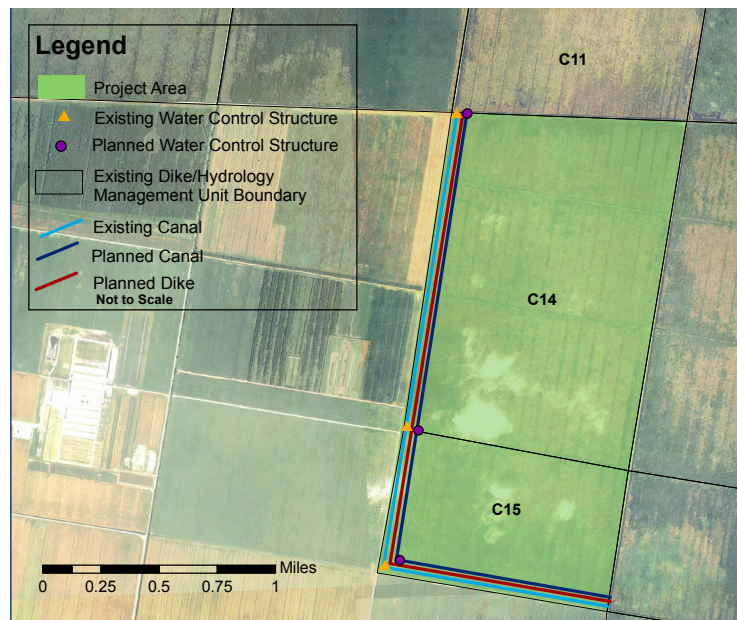 Legend
Project Area
Existing Water Control Structure
Planned Water Control Structure
Existing Dike/Hydrology
Management Unit Boundary
Existing Canal
Planned Canal
Planned Dike
Not to Scale
C11
C14
C15
Miles
0 0.25 0.5 0.75 1